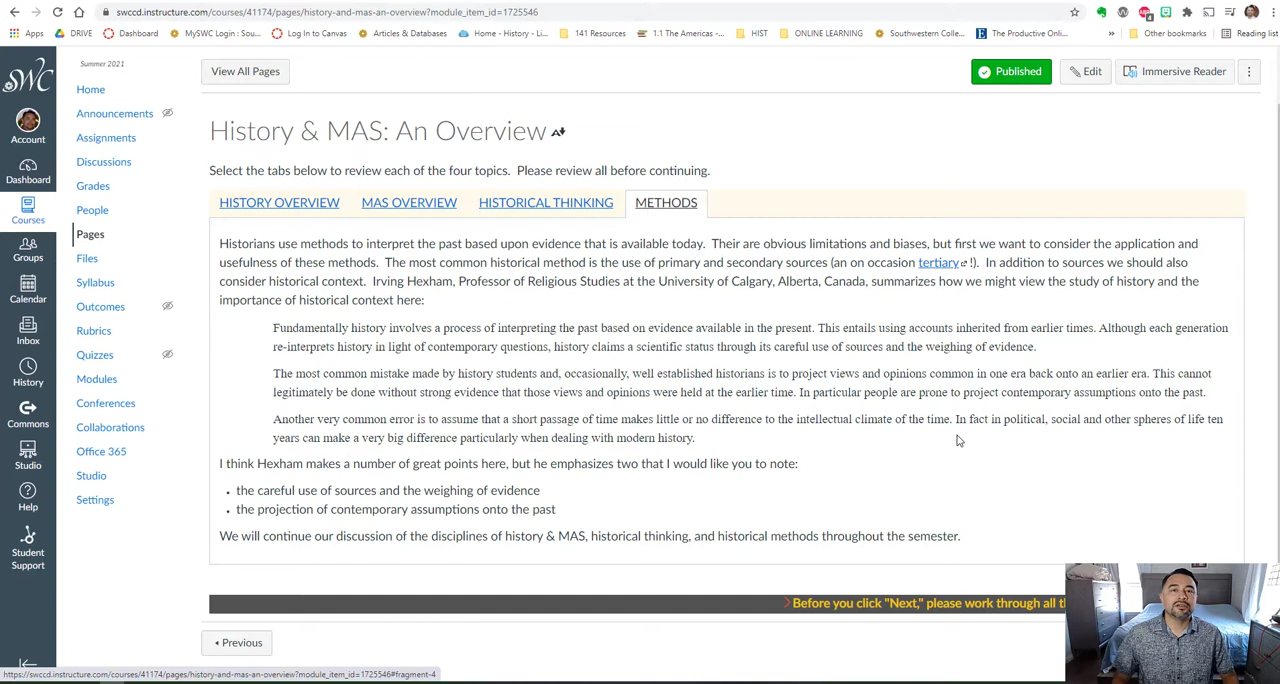 swccd.instructure.com/courses/41174/pages/history-and-mas-an-overview?module_item_id=1725546
Apps DRIVE Dashboard MySWC Login : Sou... Log In to Canvas Articles & Databases Home - History - Li... 141 Resources 1.1 The Americas -... HIST ONLINE LEARNING Southwestern Colle... The Productive Onli... » Other bookmarks Reading list
SWC
Account
Dashboard
Courses
Groups
Calendar
Inbox
History
Commons
Studio
Help
Student
Support
Summer 2021
Home
Announcements
Assignments
Discussions
Grades
People
Pages
Files
Syllabus
Outcomes
Rubrics
Quizzes
Modules
Conferences
Collaborations
Office 365
Studio
Settings
View All Pages Published Edit Immersive Reader
History & MAS: An Overview
Select the tabs below to review each of the four topics. Please review all before continuing.
HISTORY OVERVIEW MAS OVERVIEW HISTORICAL THINKING METHODS
Historians use methods to interpret the past based upon evidence that is available today. Their are obvious limitations and biases, but first we want to consider the application and
usefulness of these methods. The most common historical method is the use of primary and secondary sources (an on occasion tertiary !). In addition to sources we should also
consider historical context. Irving Hexham, Professor of Religious Studies at the University of Calgary, Alberta, Canada, summarizes how we might view the study of history and the
importance of historical context here:
Fundamentally history involves a process of interpreting the past based on evidence available in the present. This entails using accounts inherited from earlier times. Although each generation
re-interprets history in light of contemporary questions, history claims a scientific status through its careful use of sources and the weighing of evidence.
The most common mistake made by history students and, occasionally, well established historians is to project views and opinions common in one era back onto an earlier era. This cannot
legitimately be done without strong evidence that those views and opinions were held at the earlier time. In particular people are prone to project contemporary assumptions onto the past.
Another very common error is to assume that a short passage of time makes little or no difference to the intellectual climate of the time. In fact in political, social and other spheres of life ten
years can make a very big difference particularly when dealing with modern history.
I think Hexham makes a number of great points here, but he emphasizes two that I would like you to note:
• the careful use of sources and the weighing of evidence
• the projection of contemporary assumptions onto the past
We will continue our discussion of the disciplines of history & MAS, historical thinking, and historical methods throughout the semester.
Before you click "Next," please work through all th
Previous
https://swccd.instructure.com/courses/41174/pages/history-and-mas-an-overview?module_item_id=1725546#fragment-4